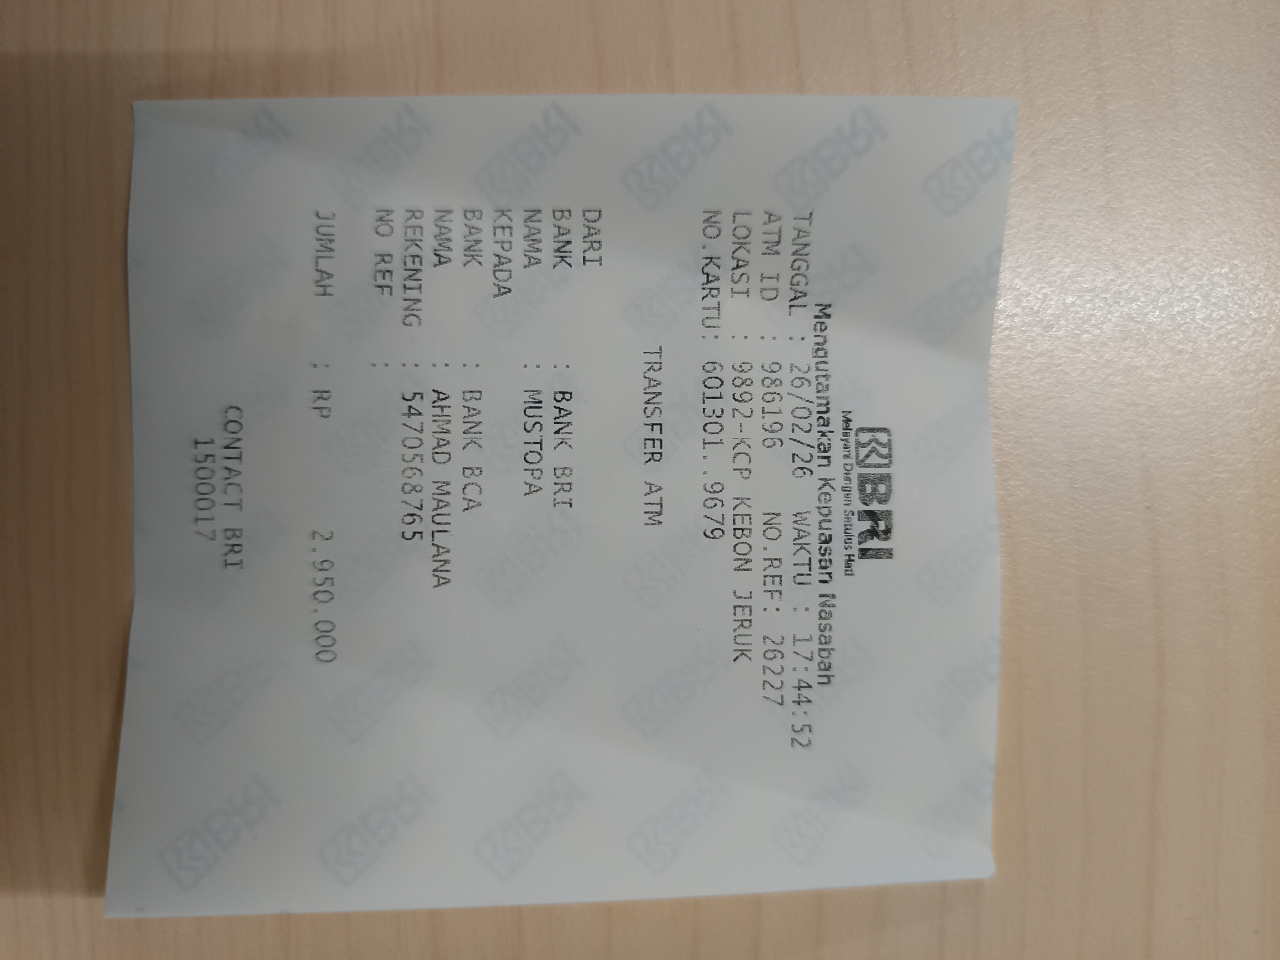 BRI
Melayani Dengan Setulus Hati
Mengutamakan Kepuasan Nasabah
TANGGAL : 26/02/26 WAKTU : 17:44:52
ATM ID : 986196 NO.REF: 26227
LOKASI : 9892-KCP KEBON JERUK
NO.KARTU: 601301..9679
TRANSFER ATM
DARI
BANK : BANK BRI
NAMA : MUSTOPA
KEPADA
BANK : BANK BCA
NAMA : AHMAD MAULANA
REKENING : 5470568765
NO REF :
JUMLAH : RP 2.950.000
CONTACT BRI
1500017